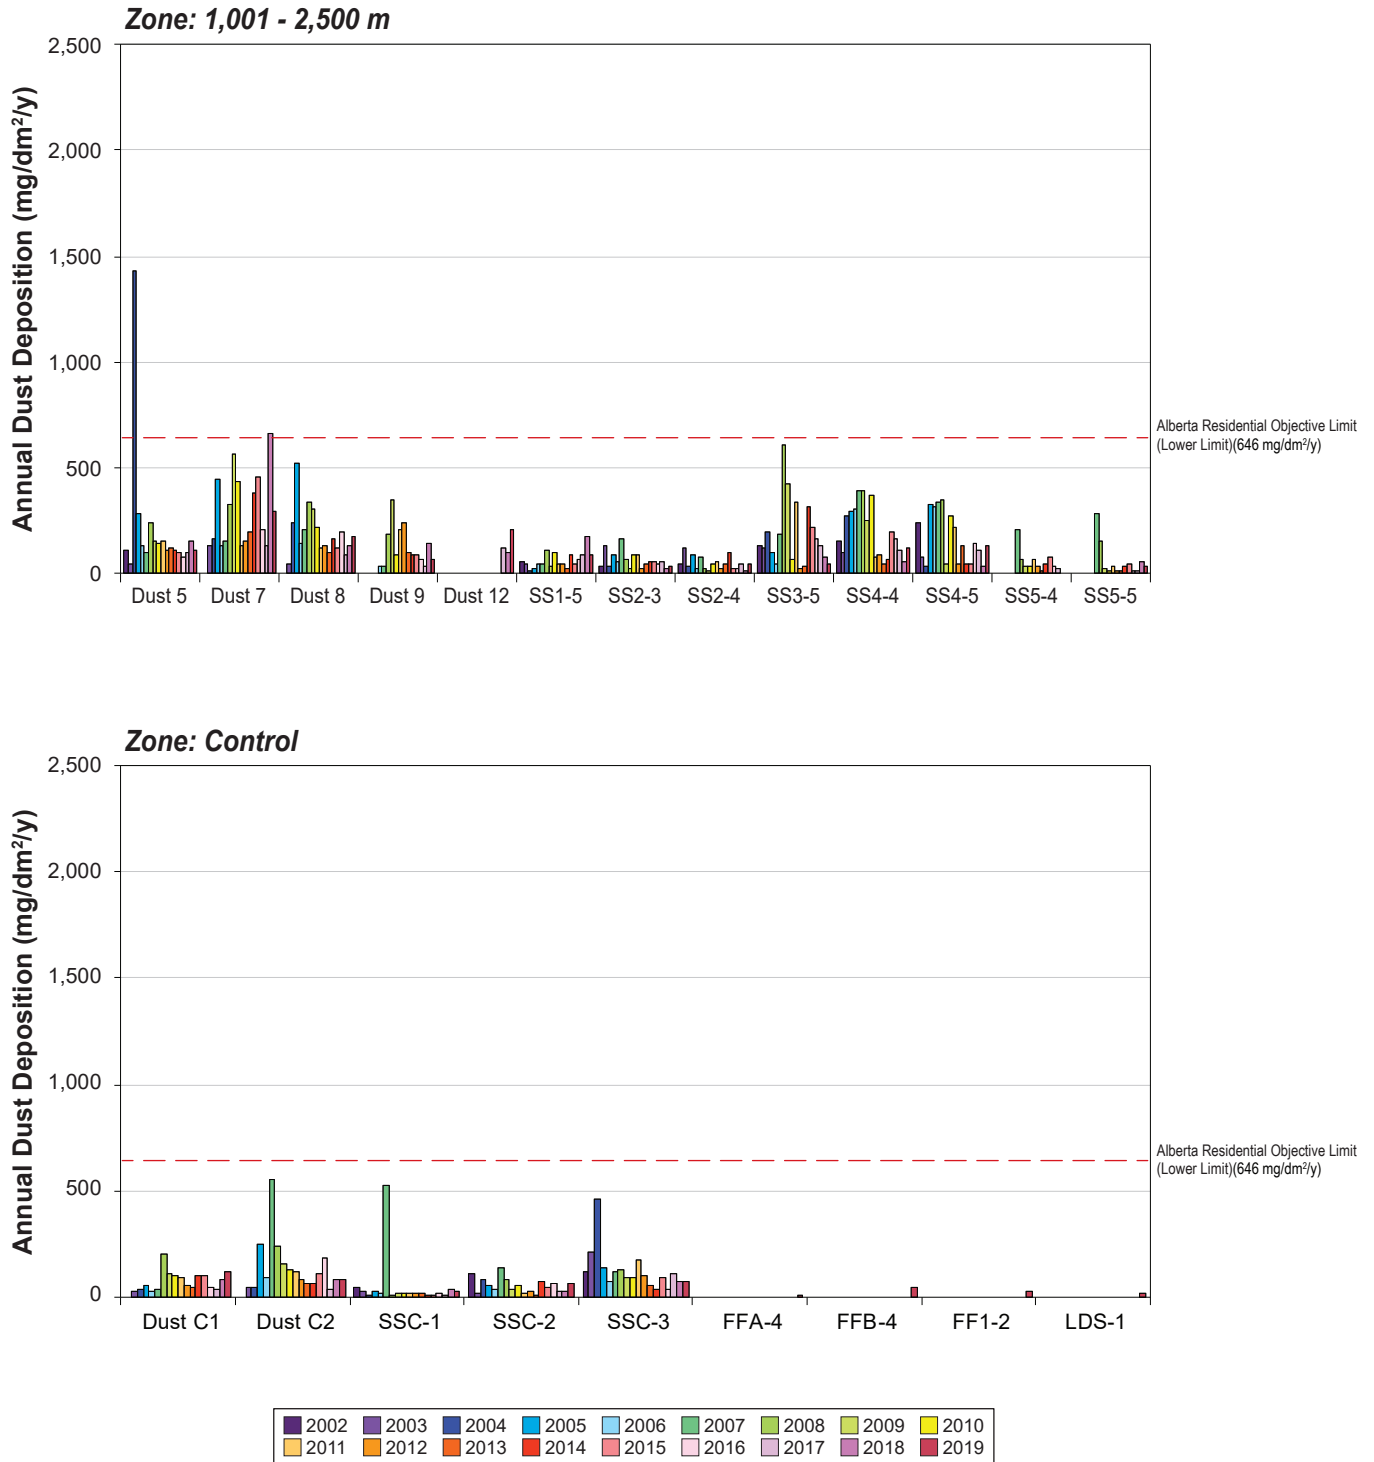 Zone: 1,001 - 2,500 m
Annual Dust Deposition (mg/dm²/y)
2,500
2,000
1,500
1,000
500
0
Alberta Residential Objective Limit
(Lower Limit)(646 mg/dm²/y)
Dust 5 Dust 7 Dust 8 Dust 9 Dust 12 SS1-5 SS2-3 SS2-4 SS3-5 SS4-4 SS4-5 SS5-4 SS5-5
Zone: Control
Annual Dust Deposition (mg/dm²/y)
2,500
2,000
1,500
1,000
500
0
Alberta Residential Objective Limit
(Lower Limit)(646 mg/dm²/y)
Dust C1 Dust C2 SSC-1 SSC-2 SSC-3 FFA-4 FFB-4 FF1-2 LDS-1
2002 2003 2004 2005 2006 2007 2008 2009 2010
2011 2012 2013 2014 2015 2016 2017 2018 2019